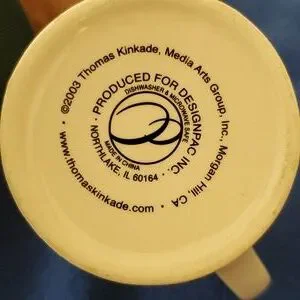 ©2003 Thomas Kinkade, Media Arts Group, Inc., Morgan Hill, CA •
www.thomaskinkade.com •
• PRODUCED FOR DESIGNPAC INC. •
NORTHLAKE, IL 60164
DISHWASHER & MICROWAVE SAFE
MADE IN CHINA